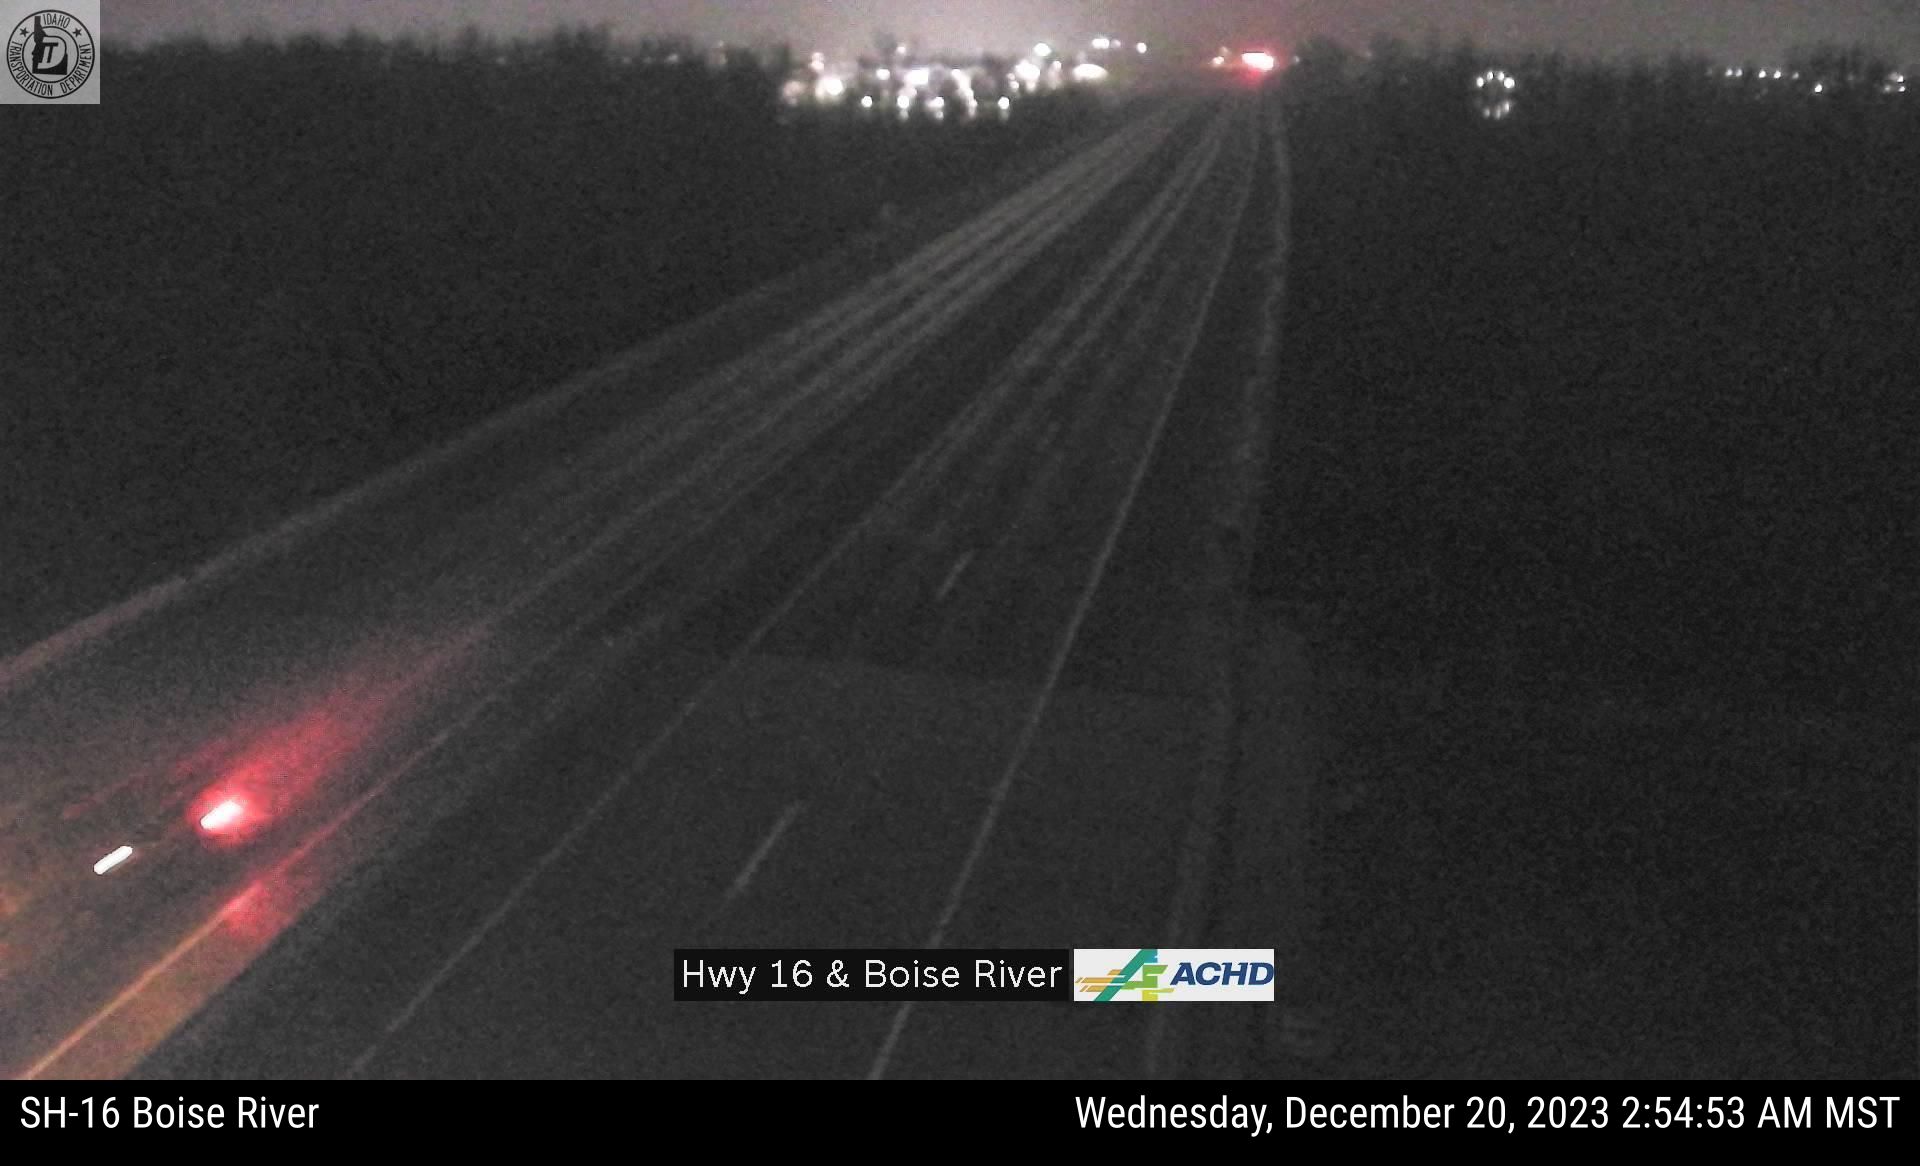 IDAHO
TRANSPORTATION DEPARTMENT
Hwy 16 & Boise River
ACHD
SH-16 Boise River
Wednesday, December 20, 2023 2:54:53 AM MST